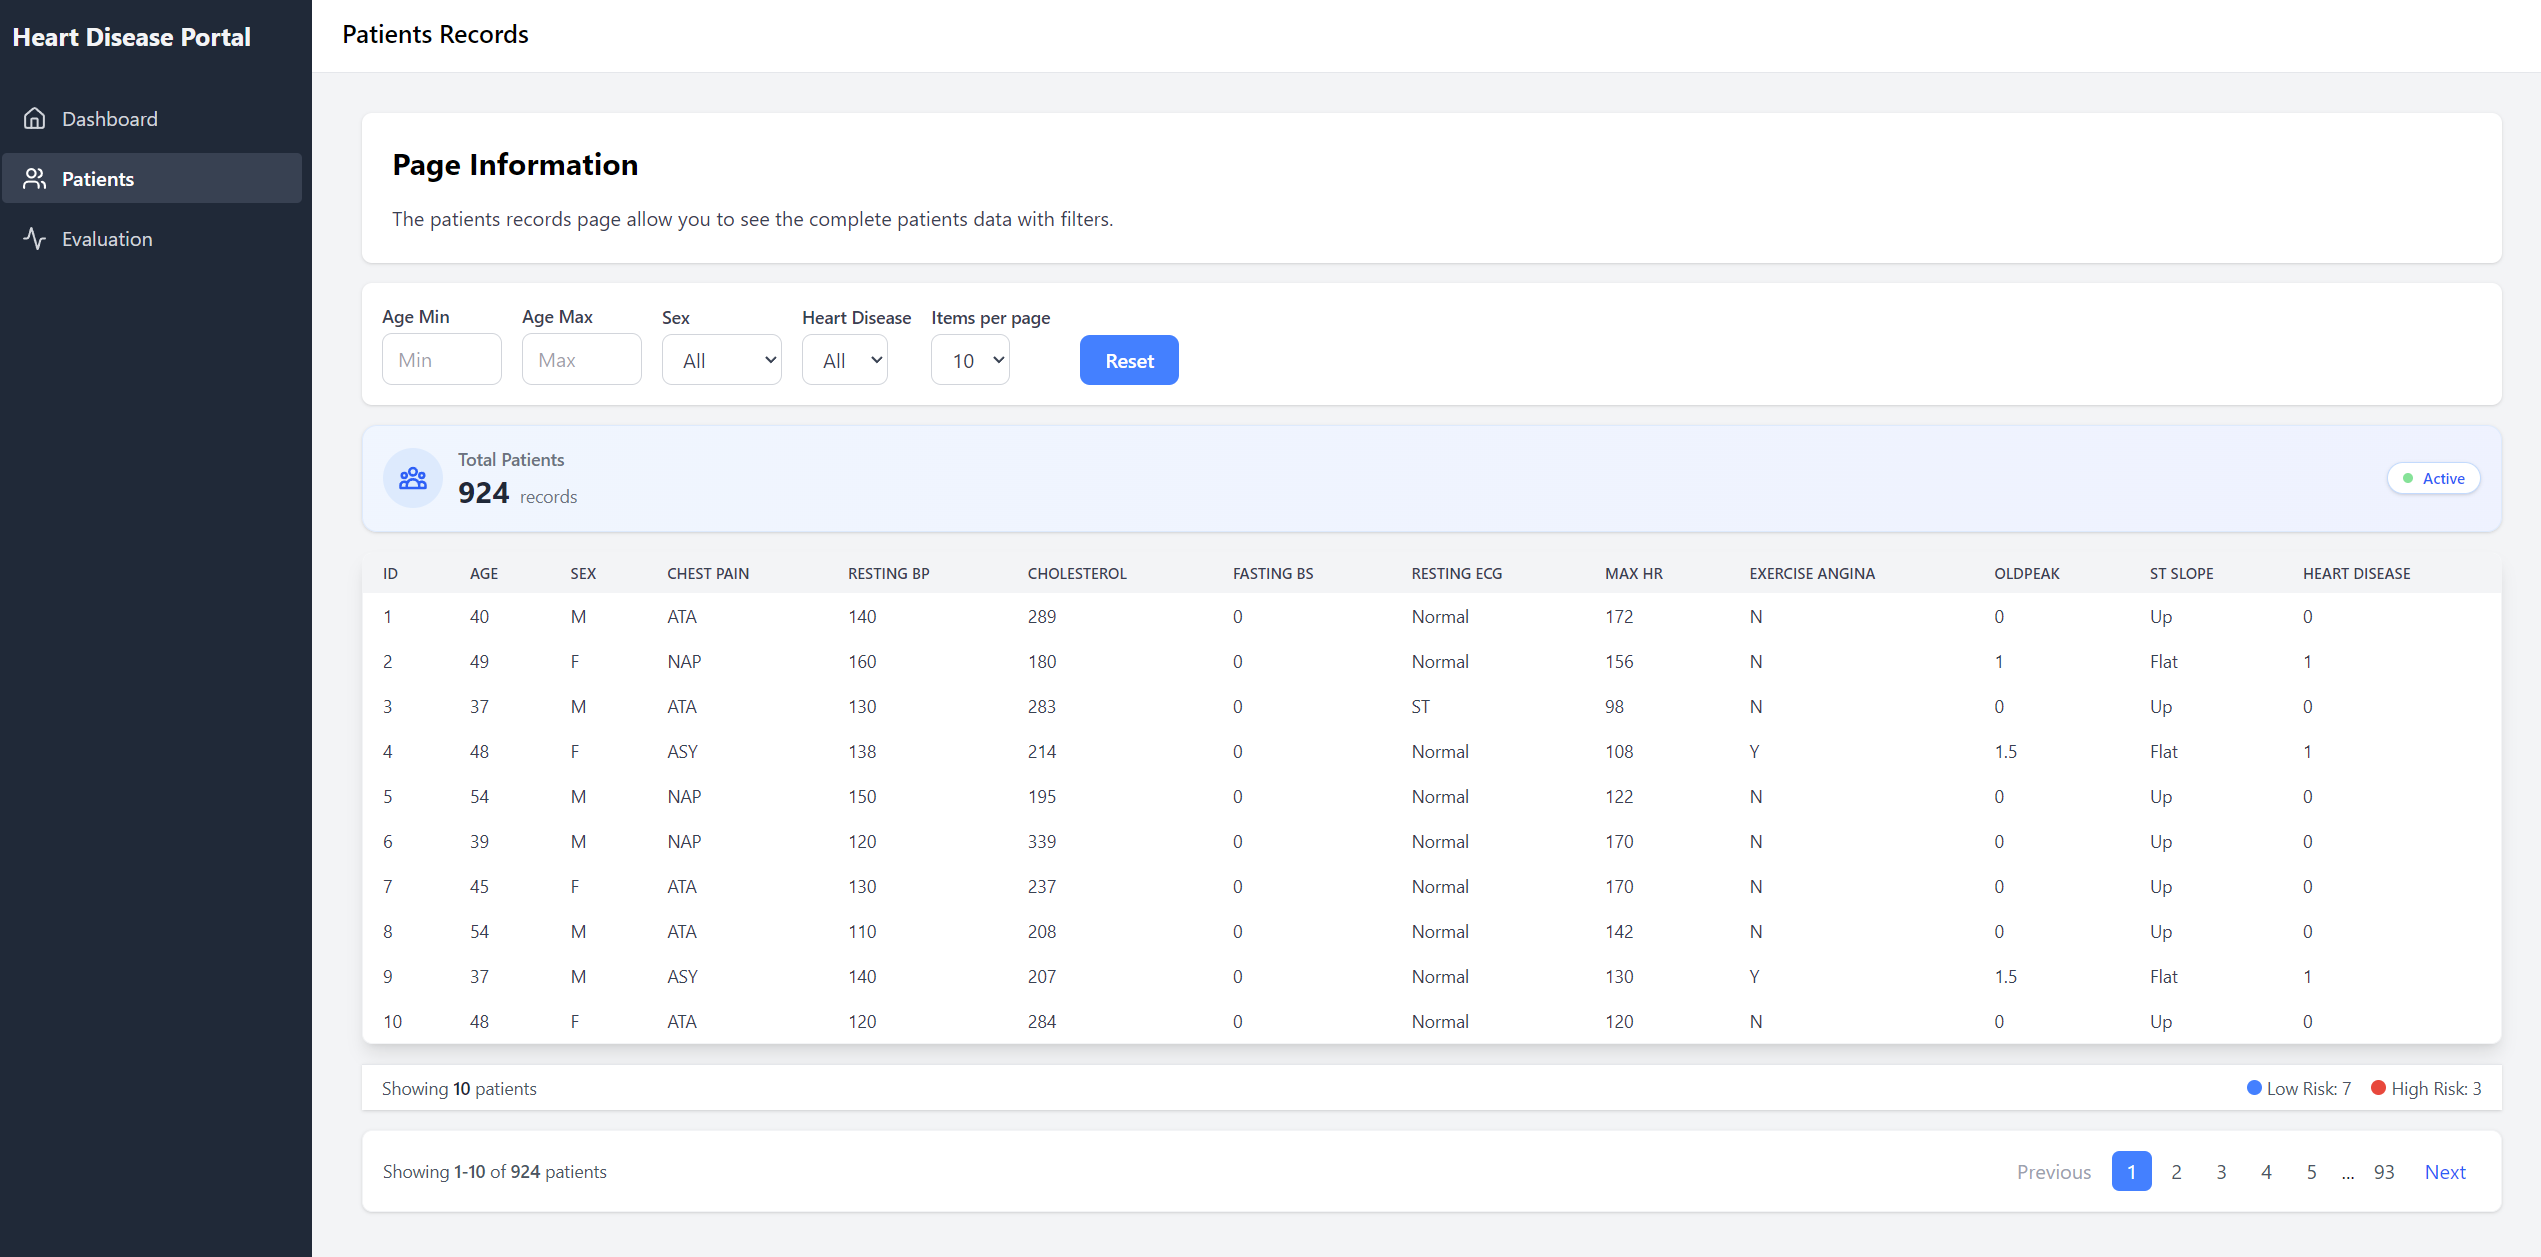 Heart Disease Portal
Dashboard
Patients
Evaluation
Patients Records
Page Information
The patients records page allow you to see the complete patients data with filters.
Age Min Age Max Sex Heart Disease Items per page
Min Max All All 10 Reset
Total Patients
924 records
Active
ID AGE SEX CHEST PAIN RESTING BP CHOLESTEROL FASTING BS RESTING ECG MAX HR EXERCISE ANGINA OLDPEAK ST SLOPE HEART DISEASE
1 40 M ATA 140 289 0 Normal 172 N 0 Up 0
2 49 F NAP 160 180 0 Normal 156 N 1 Flat 1
3 37 M ATA 130 283 0 ST 98 N 0 Up 0
4 48 F ASY 138 214 0 Normal 108 Y 1.5 Flat 1
5 54 M NAP 150 195 0 Normal 122 N 0 Up 0
6 39 M NAP 120 339 0 Normal 170 N 0 Up 0
7 45 F ATA 130 237 0 Normal 170 N 0 Up 0
8 54 M ATA 110 208 0 Normal 142 N 0 Up 0
9 37 M ASY 140 207 0 Normal 130 Y 1.5 Flat 1
10 48 F ATA 120 284 0 Normal 120 N 0 Up 0
Showing 10 patients Low Risk: 7 High Risk: 3
Showing 1-10 of 924 patients Previous 1 2 3 4 5 ... 93 Next